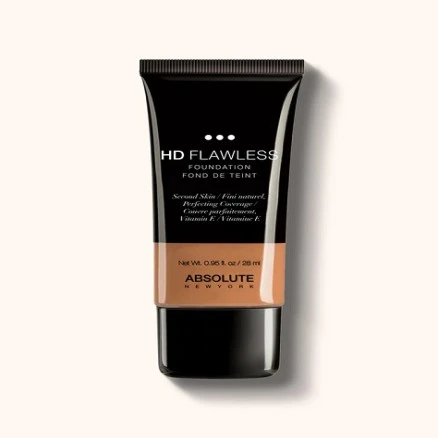 HD FLAWLESS
FOUNDATION
FOND DE TEINT
Second Skin / Fini naturel,
Perfecting Coverage /
Couvre parfaitement,
Vitamin E / Vitamine E
Net Wt. 0.95 fl. oz / 28 ml
ABSOLUTE
NEW YORK